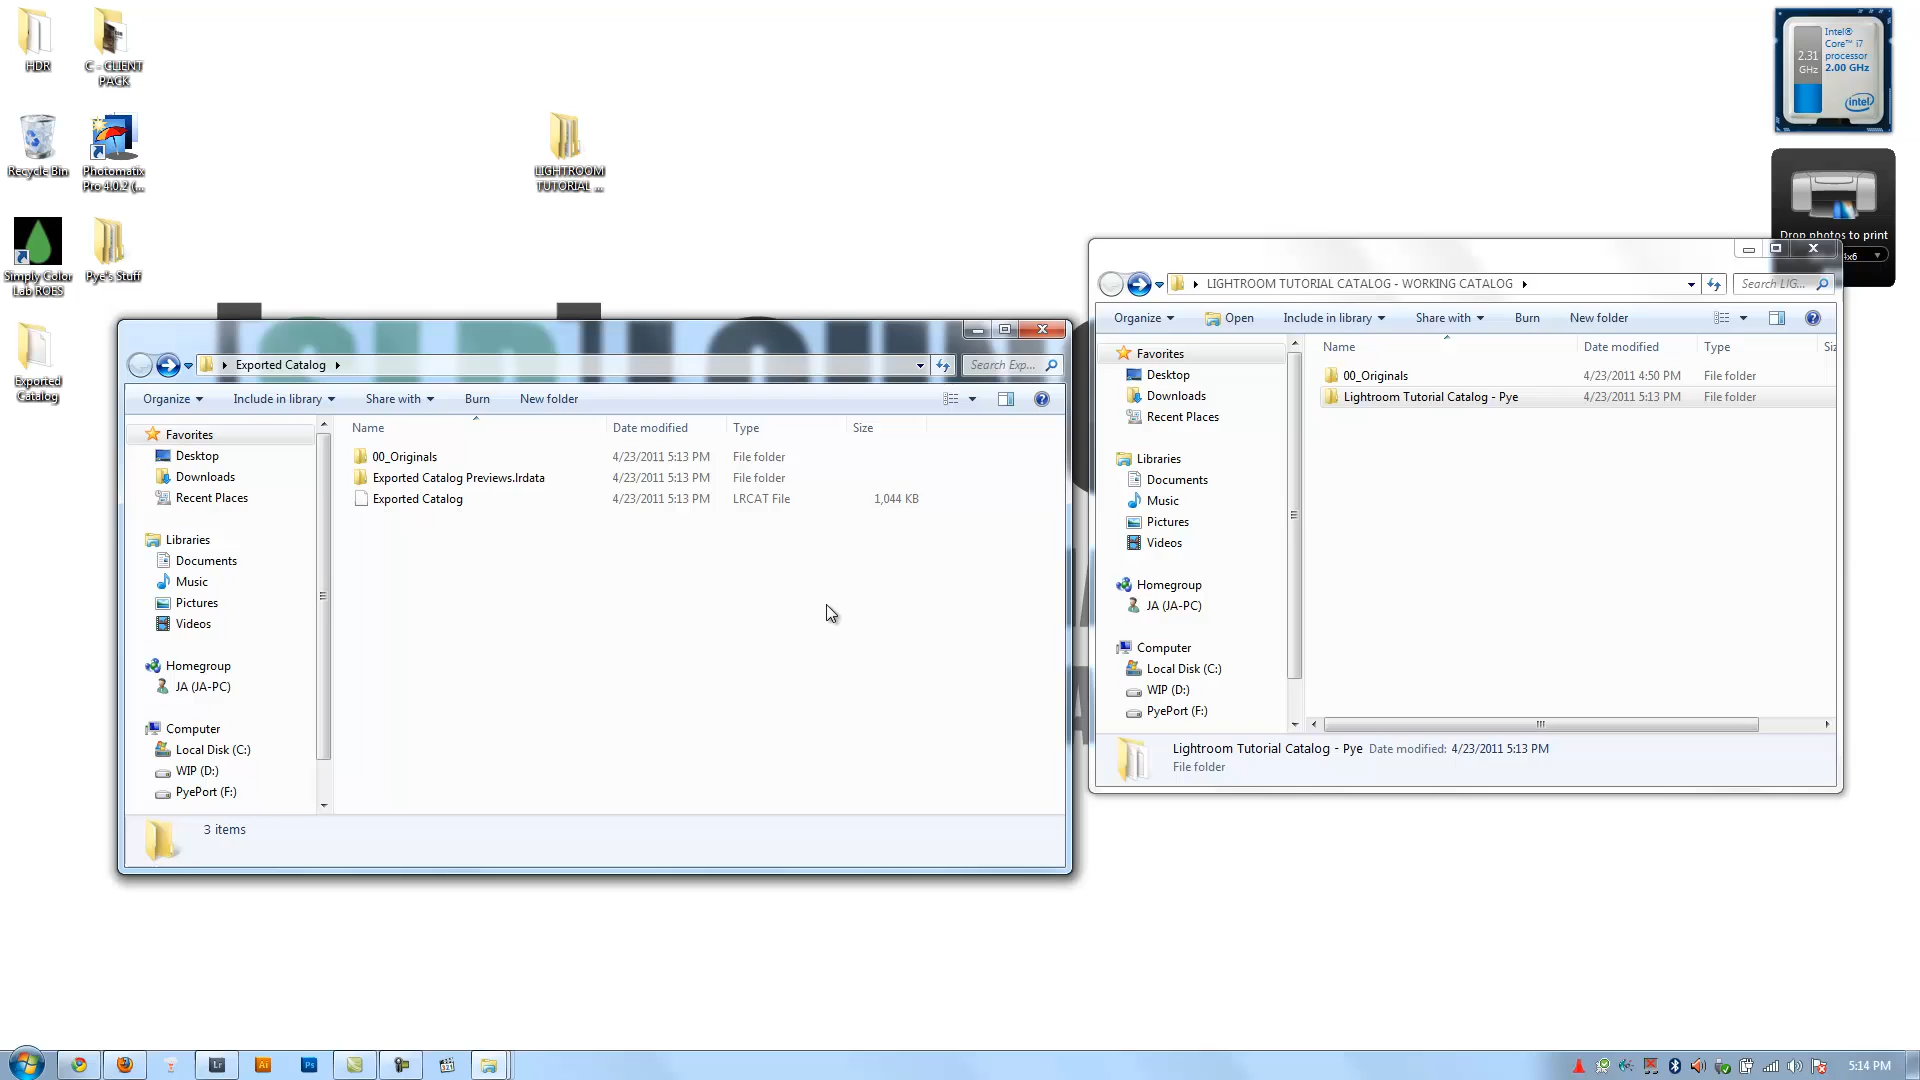 HDR
C - CLIENT
PACK
Recycle Bin
Photomatix
Pro 4.0.2 (...
Simply Color
Lab ROES
Pye's Stuff
Exported
Catalog
LIGHTROOM
TUTORIAL ...
2.31
GHz
Intel®
Core™ i7
processor
2.00 GHz
intel
Drop photos to print
4x6
LIGHTROOM TUTORIAL CATALOG - WORKING CATALOG
Search LIG...
Organize
Open
Include in library
Share with
Burn
New folder
Favorites
Desktop
Downloads
Recent Places
Libraries
Documents
Music
Pictures
Videos
Homegroup
JA (JA-PC)
Computer
Local Disk (C:)
WIP (D:)
PyePort (F:)
Name Date modified Type Siz
00_Originals 4/23/2011 4:50 PM File folder
Lightroom Tutorial Catalog - Pye 4/23/2011 5:13 PM File folder
Lightroom Tutorial Catalog - Pye Date modified: 4/23/2011 5:13 PM
File folder
Exported Catalog
Search Exp...
Organize
Include in library
Share with
Burn
New folder
Favorites
Desktop
Downloads
Recent Places
Libraries
Documents
Music
Pictures
Videos
Homegroup
JA (JA-PC)
Computer
Local Disk (C:)
WIP (D:)
PyePort (F:)
Name Date modified Type Size
00_Originals 4/23/2011 5:13 PM File folder
Exported Catalog Previews.lrdata 4/23/2011 5:13 PM File folder
Exported Catalog 4/23/2011 5:13 PM LRCAT File 1,044 KB
3 items
Lr
Ai
Ps
5:14 PM